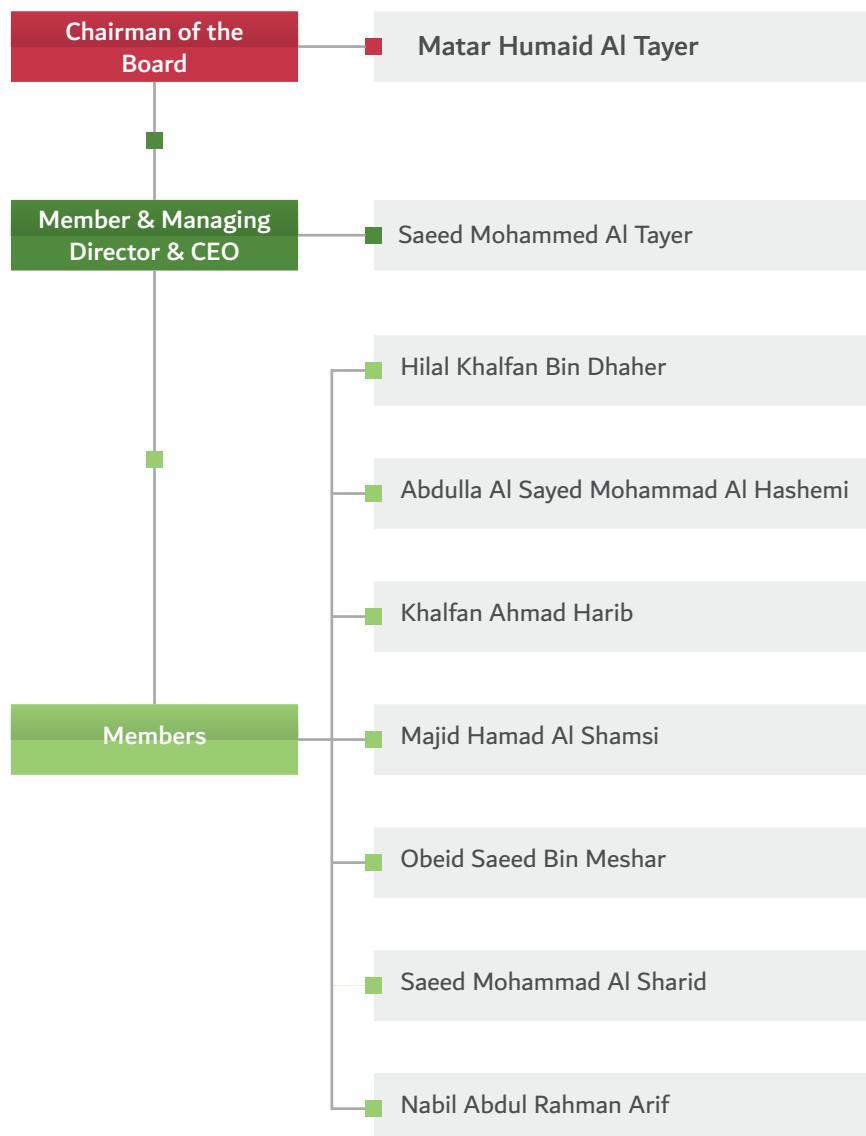 Chairman of the
Board
Matar Humaid Al Tayer
Member & Managing
Director & CEO
Saeed Mohammed Al Tayer
Hilal Khalfan Bin Dhaher
Abdulla Al Sayed Mohammad Al Hashemi
Khalfan Ahmad Harib
Members
Majid Hamad Al Shamsi
Obeid Saeed Bin Meshar
Saeed Mohammad Al Sharid
Nabil Abdul Rahman Arif